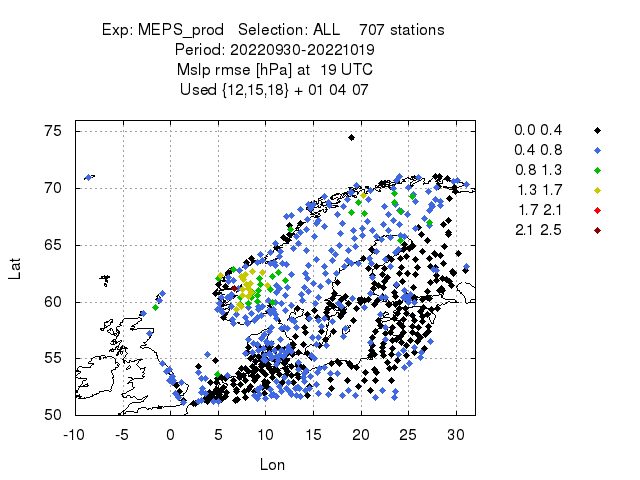 Exp: MEPS_prod Selection: ALL 707 stations
Period: 20220930-20221019
Mslp rmse [hPa] at 19 UTC
Used {12,15,18} + 01 04 07
75
70
65
60
55
50
Lat
-10 -5 0 5 10 15 20 25 30
Lon
0.0 0.4
0.4 0.8
0.8 1.3
1.3 1.7
1.7 2.1
2.1 2.5